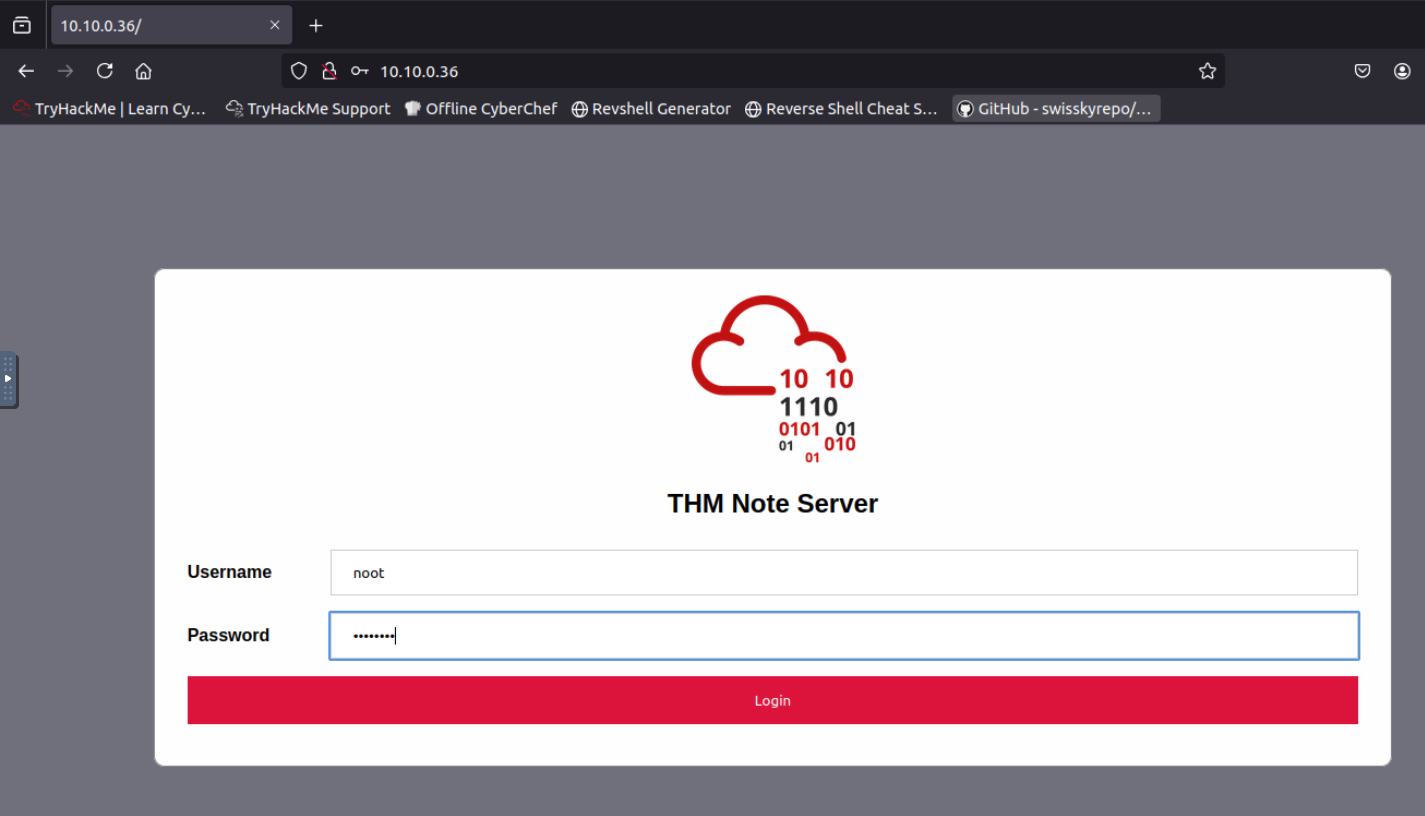 10.10.0.36/
10.10.0.36
TryHackMe | Learn Cy… TryHackMe Support Offline CyberChef Revshell Generator Reverse Shell Cheat S… GitHub - swisskyrepo/…
10 10
1110
0101 01
01 010
01
THM Note Server
Username noot
Password ••••••••
Login